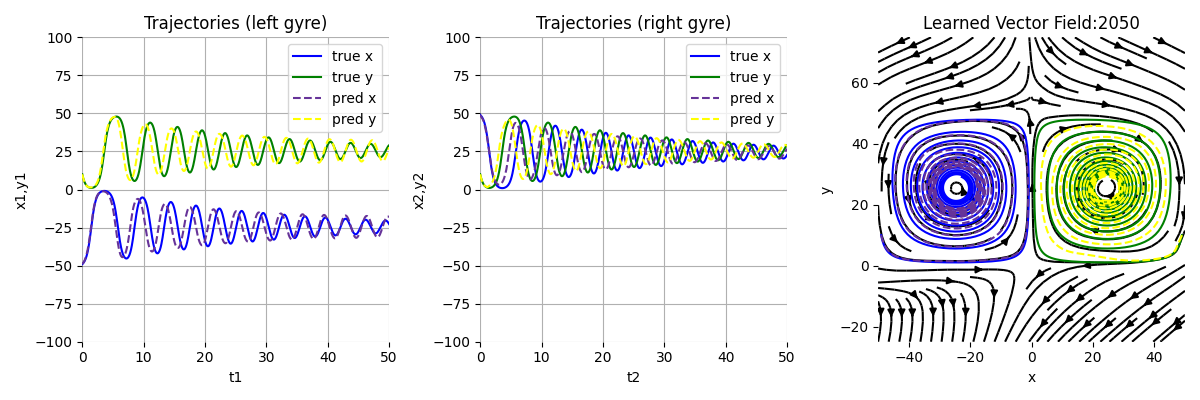 Trajectories (left gyre)
100
75
50
25
0
−25
−50
−75
−100
0
10
20
30
40
50
t1
x1,y1
true x
true y
pred x
pred y
Trajectories (right gyre)
100
75
50
25
0
−25
−50
−75
−100
0
10
20
30
40
50
t2
x2,y2
true x
true y
pred x
pred y
Learned Vector Field:2050
60
40
20
0
−20
−40
−20
0
20
40
x
y